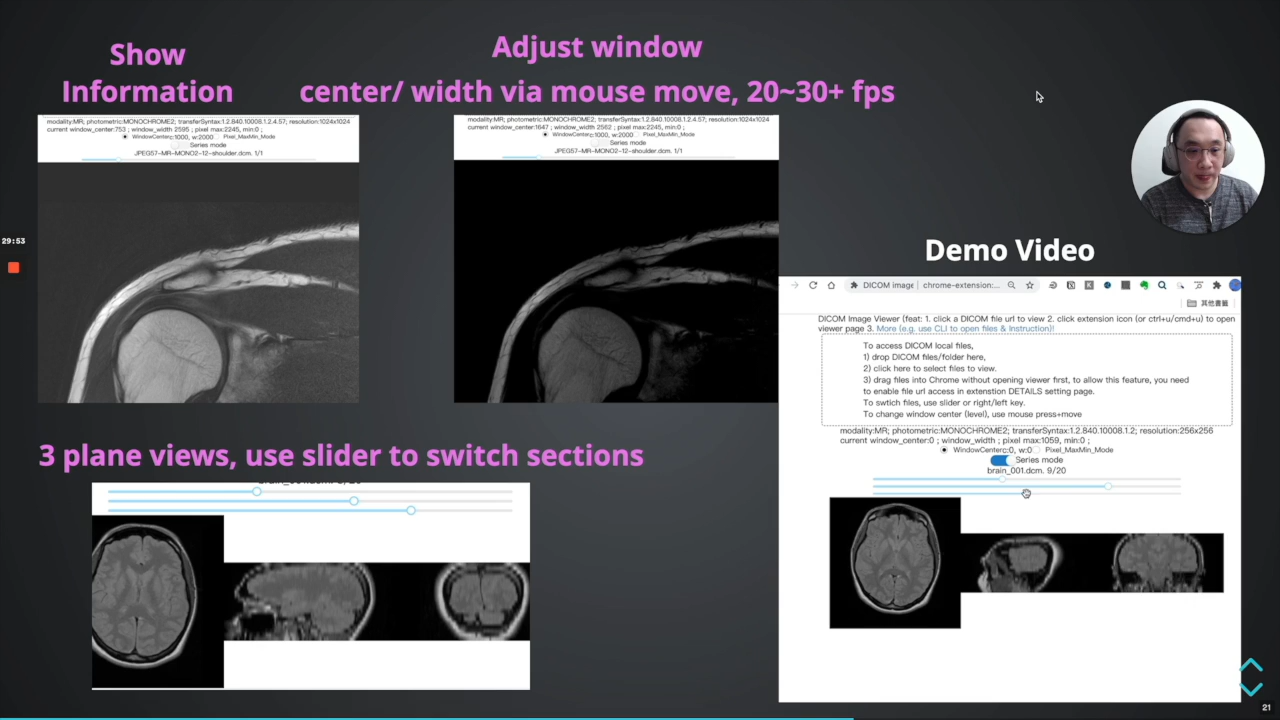 Show
Information
Adjust window
center/ width via mouse move, 20~30+ fps
modality:MR; photometric:MONOCHROME2; transferSyntax:1.2.840.10008.1.2.4.57; resolution:1024x1024
current window_center:753 ; window_width 2595 ; pixel max:2245, min:0 ;
WindowCenter:c:1000, w:2000 Pixel_MaxMin_Mode
Series mode
JPEG57-MR-MONO2-12-shoulder.dcm. 1/1
modality:MR; photometric:MONOCHROME2; transferSyntax:1.2.840.10008.1.2.4.57; resolution:1024x1024
current window_center:1647 ; window_width 2562 ; pixel max:2245, min:0 ;
WindowCenter:c:1000, w:2000 Pixel_MaxMin_Mode
Series mode
JPEG57-MR-MONO2-12-shoulder.dcm. 1/1
29:53
Demo Video
DICOM image chrome-extension:...
其他書籤
DICOM Image Viewer (feat: 1. click a DICOM file url to view 2. click extension icon (or ctrl+u/cmd+u) to open
viewer page 3. More (e.g. use CLI to open files & Instruction)!
To access DICOM local files,
1) drop DICOM files/folder here,
2) click here to select files to view.
3) drag files into Chrome without opening viewer first, to allow this feature, you need
to enable file url access in extenstion DETAILS setting page.
To swtich files, use slider or right/left key.
To change window center (level), use mouse press+move
modality:MR; photometric:MONOCHROME2; transferSyntax:1.2.840.10008.1.2; resolution:256x256
current window_center:0 ; window_width ; pixel max:1059, min:0 ;
WindowCenter:c:0, w:0 Pixel_MaxMin_Mode
Series mode
brain_001.dcm. 9/20
3 plane views, use slider to switch sections
21